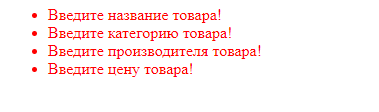 Введите название товара!
Введите категорию товара!
Введите производителя товара!
Введите цену товара!